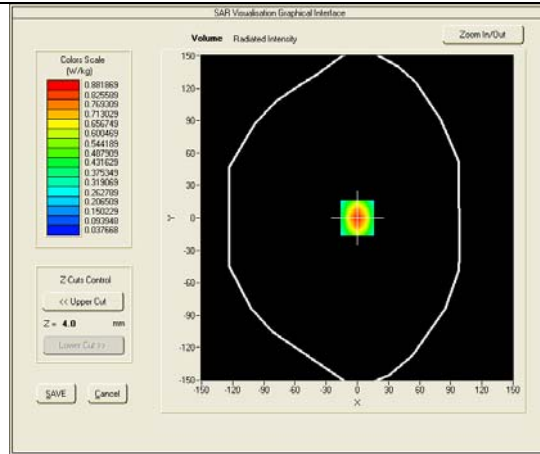 SAR Visualisation Graphical Interface
Volume Radiated Intensity
Zoom In/Out
Colors Scale
(W/kg)
0.881869
0.825589
0.769309
0.713029
0.656749
0.600469
0.544189
0.487909
0.431629
0.375349
0.319069
0.262789
0.206509
0.150229
0.093948
0.037668
Z Cuts Control
<< Upper Cut
Z = 4.0 mm
Lower Cut >>
SAVE Cancel
150-
120-
90-
60-
30-
Y 0-
-30-
-60-
-90-
-120-
-150-
-150 -120 -90 -60 -30 0 30 60 90 120 150
X